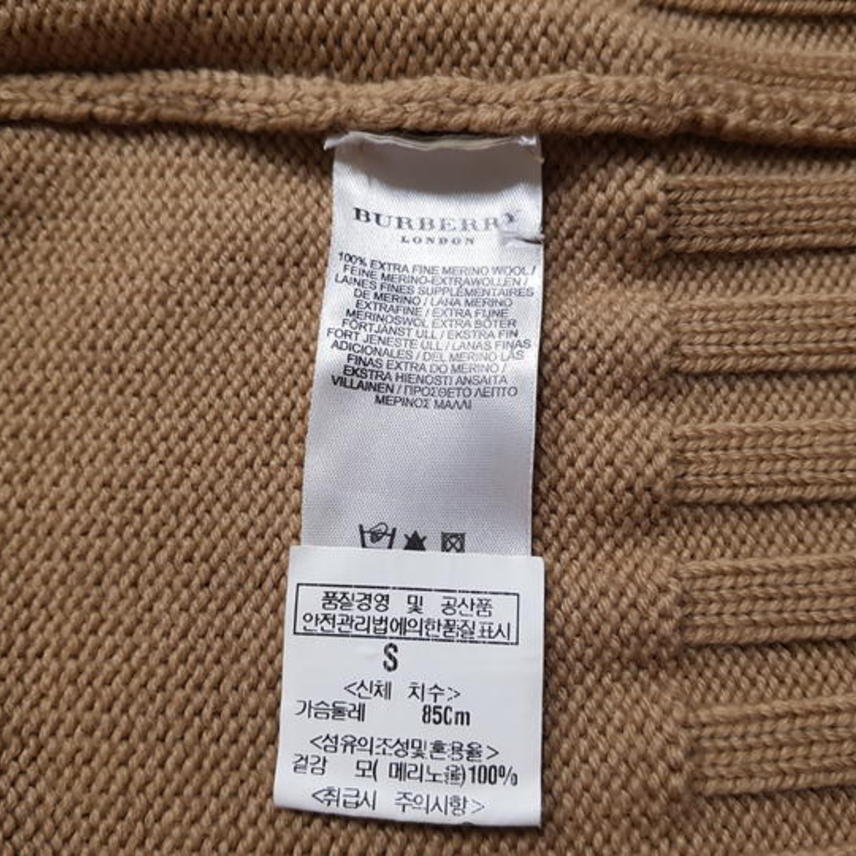 BURBERRY
LONDON
100% EXTRA FINE MERINO WOOL /
FEINE MERINO-EXTRAWOLLEN /
LAINES FINES SUPPLÉMENTAIRES
DE MERINO / LANA MERINO
EXTRAFINE / EXTRA FIJNE
MERINOSWOL EXTRA BÖTER
FÖRTJÄNST ULL / EKSTRA FIN
FORT JENESTE ULL / LANAS FINAS
ADICIONALES / DEL MERINO LAS
FINAS EXTRA DO MERINO /
EKSTRA HIENOSTI ANSAITA
VILLAINEN / ΠΡΟΣΘΕΤΟ ΛΕΠΤΟ
ΜΕΡΙΝΟΣ ΜΑΛΛΙ
품질경영 및 공산품
안전관리법에의한품질표시
S
<신체 치수>
가슴둘레 85Cm
<섬유의조성및혼용율>
겉감 모( 메리노울)100%
<취급시 주의사항>